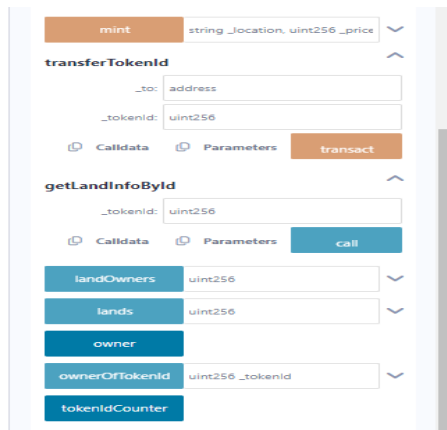 mint string _location, uint256 _price
transferTokenId
_to: address
_tokenId: uint256
Calldata Parameters transact
getLandInfoById
_tokenId: uint256
Calldata Parameters call
landOwners uint256
lands uint256
owner
ownerOfTokenId uint256 _tokenId
tokenIdCounter